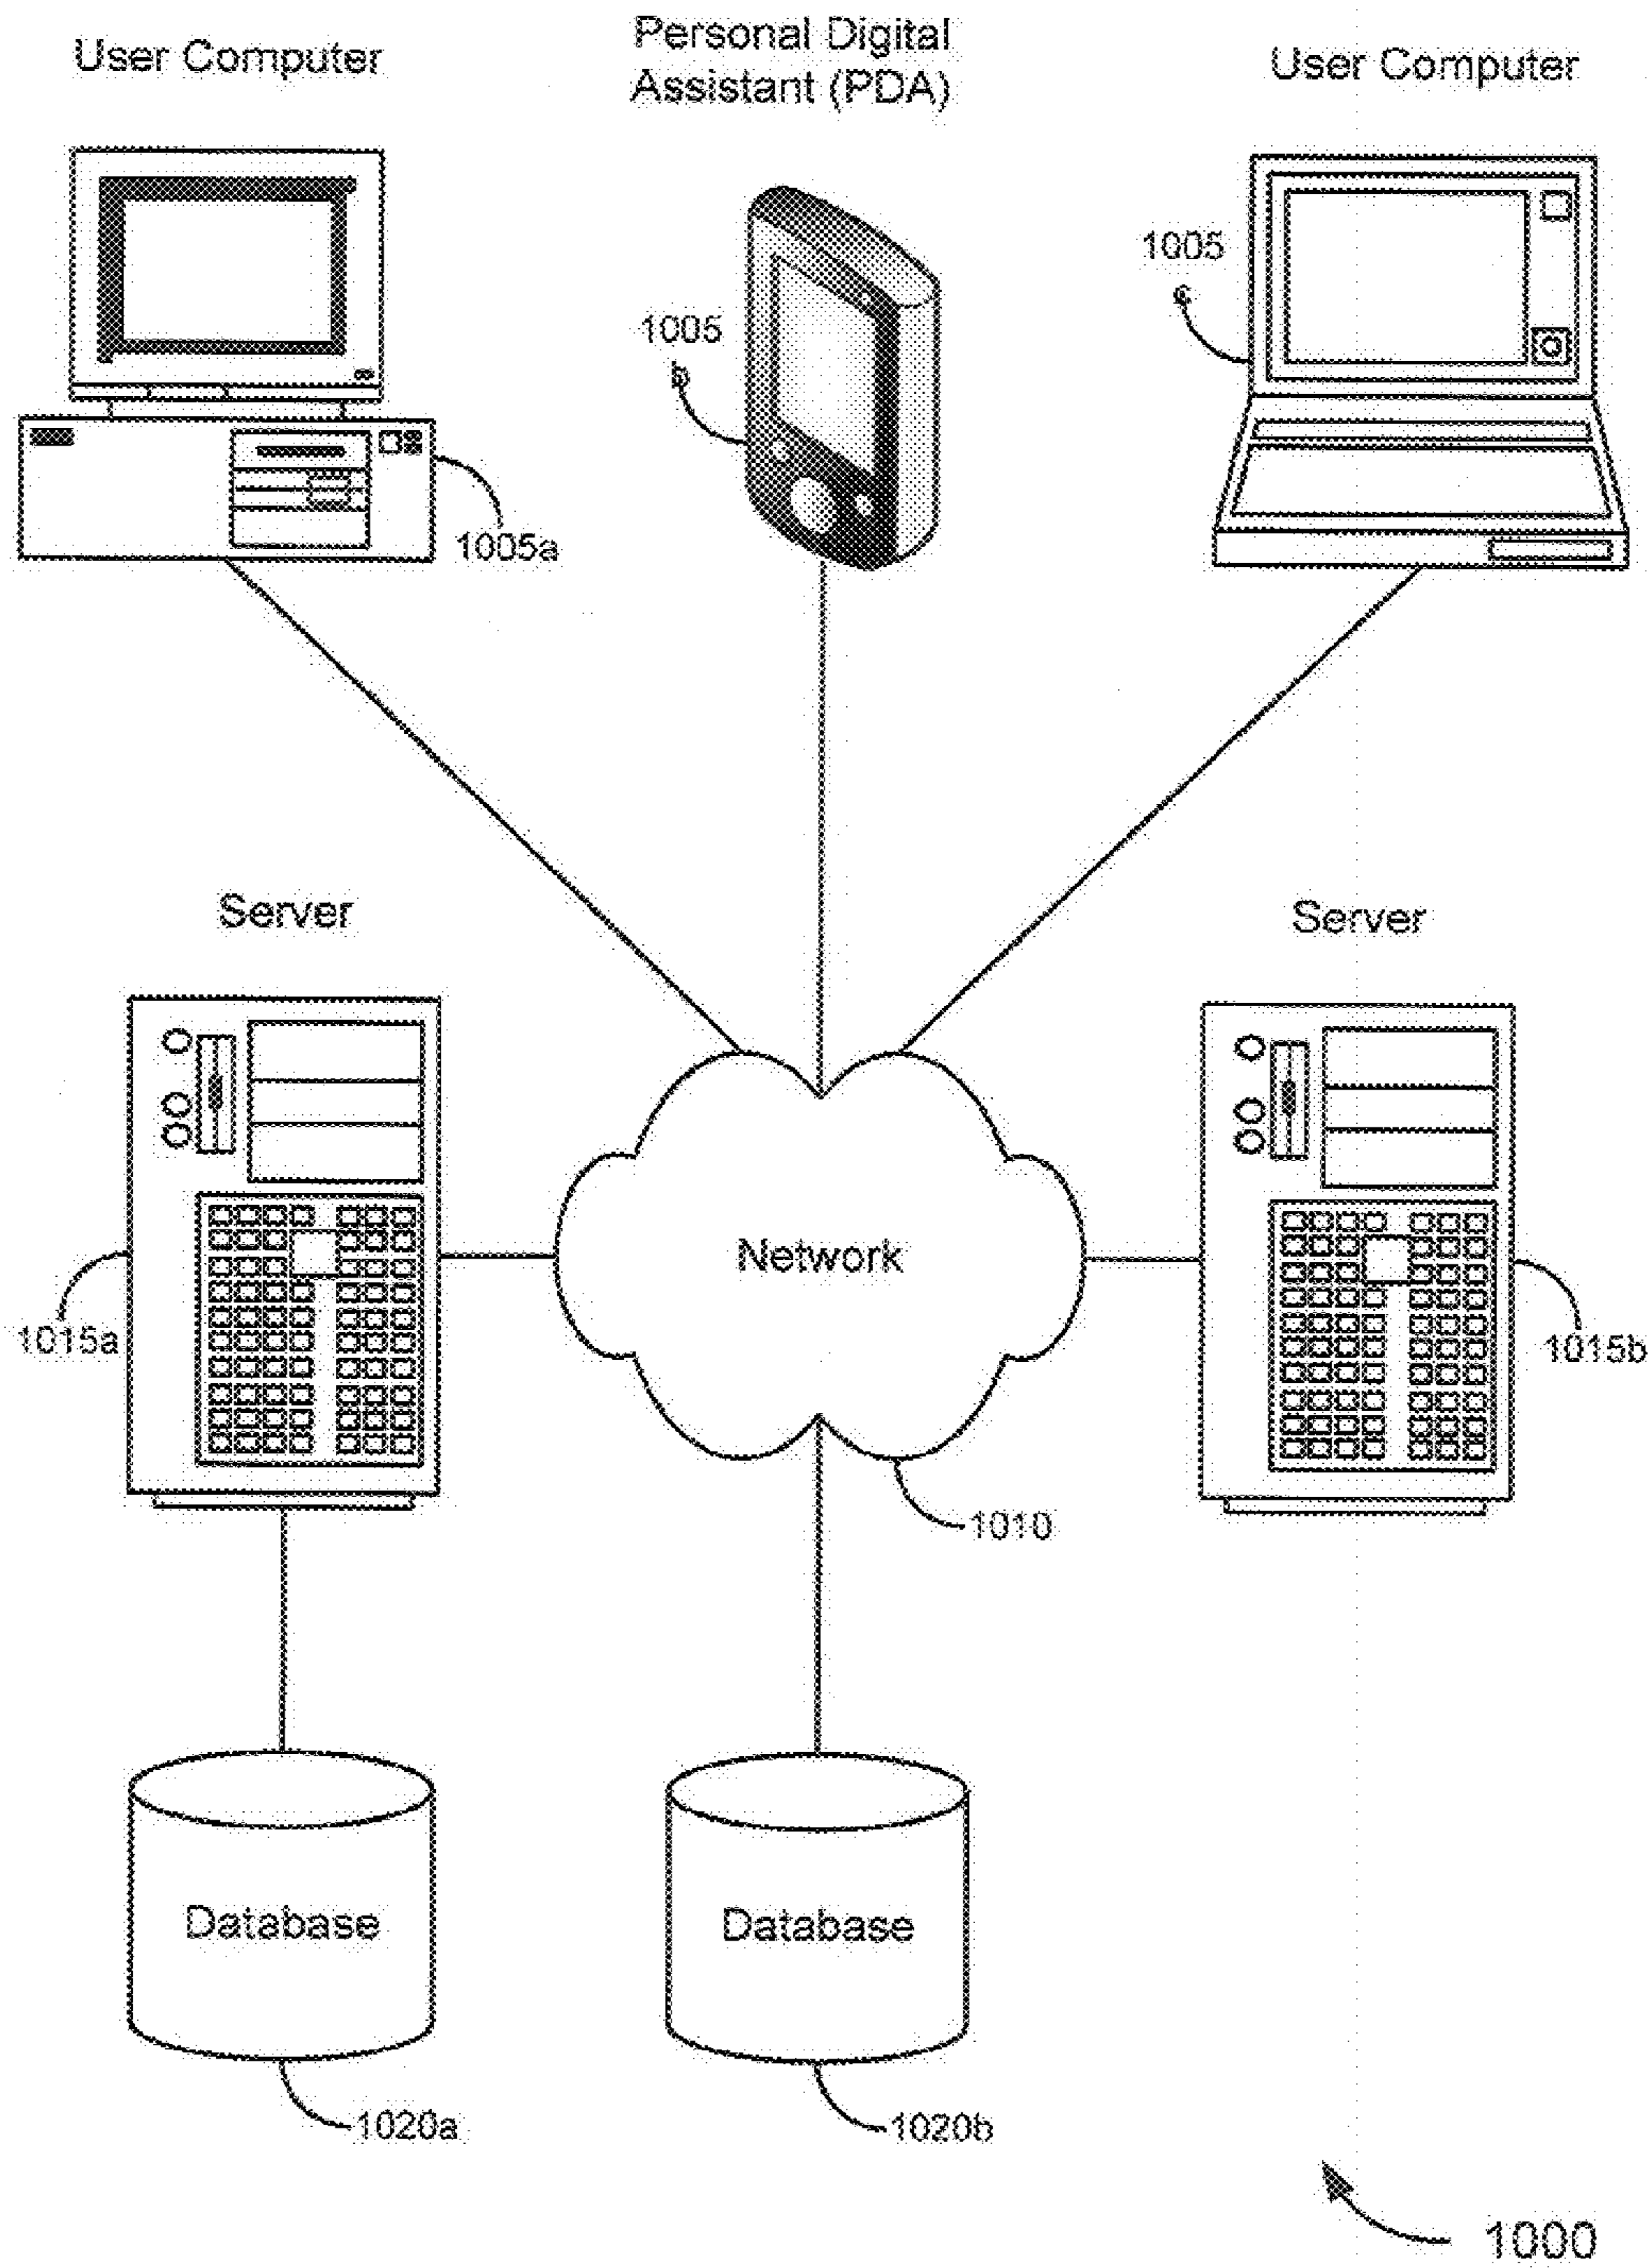 User Computer
Personal Digital
Assistant (PDA)
User Computer
1005
1005
b
c
1005a
Server
Server
Network
1015a
1015b
1010
Database
Database
1020a
1020b
1000